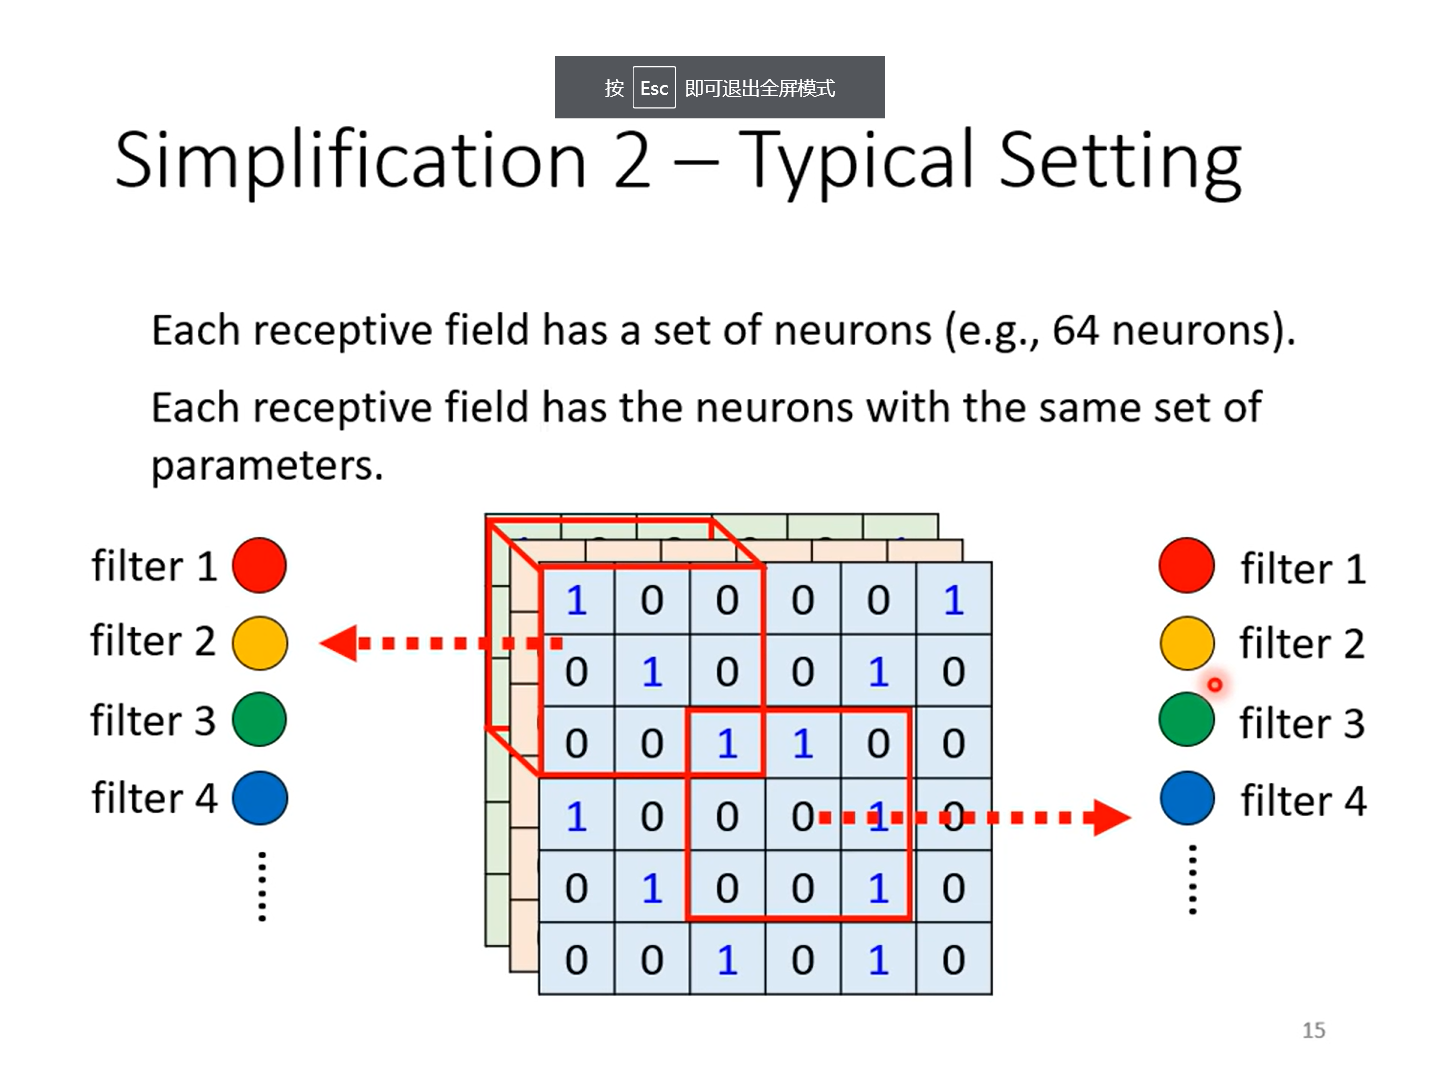 按 Esc 即可退出全屏模式
Simplification 2 – Typical Setting
Each receptive field has a set of neurons (e.g., 64 neurons).
Each receptive field has the neurons with the same set of
parameters.
filter 1
filter 2
filter 3
filter 4
1 0 0 0 0 1
0 1 0 0 1 0
0 0 1 1 0 0
1 0 0 0 1 0
0 1 0 0 1 0
0 0 1 0 1 0
filter 1
filter 2
filter 3
filter 4
15